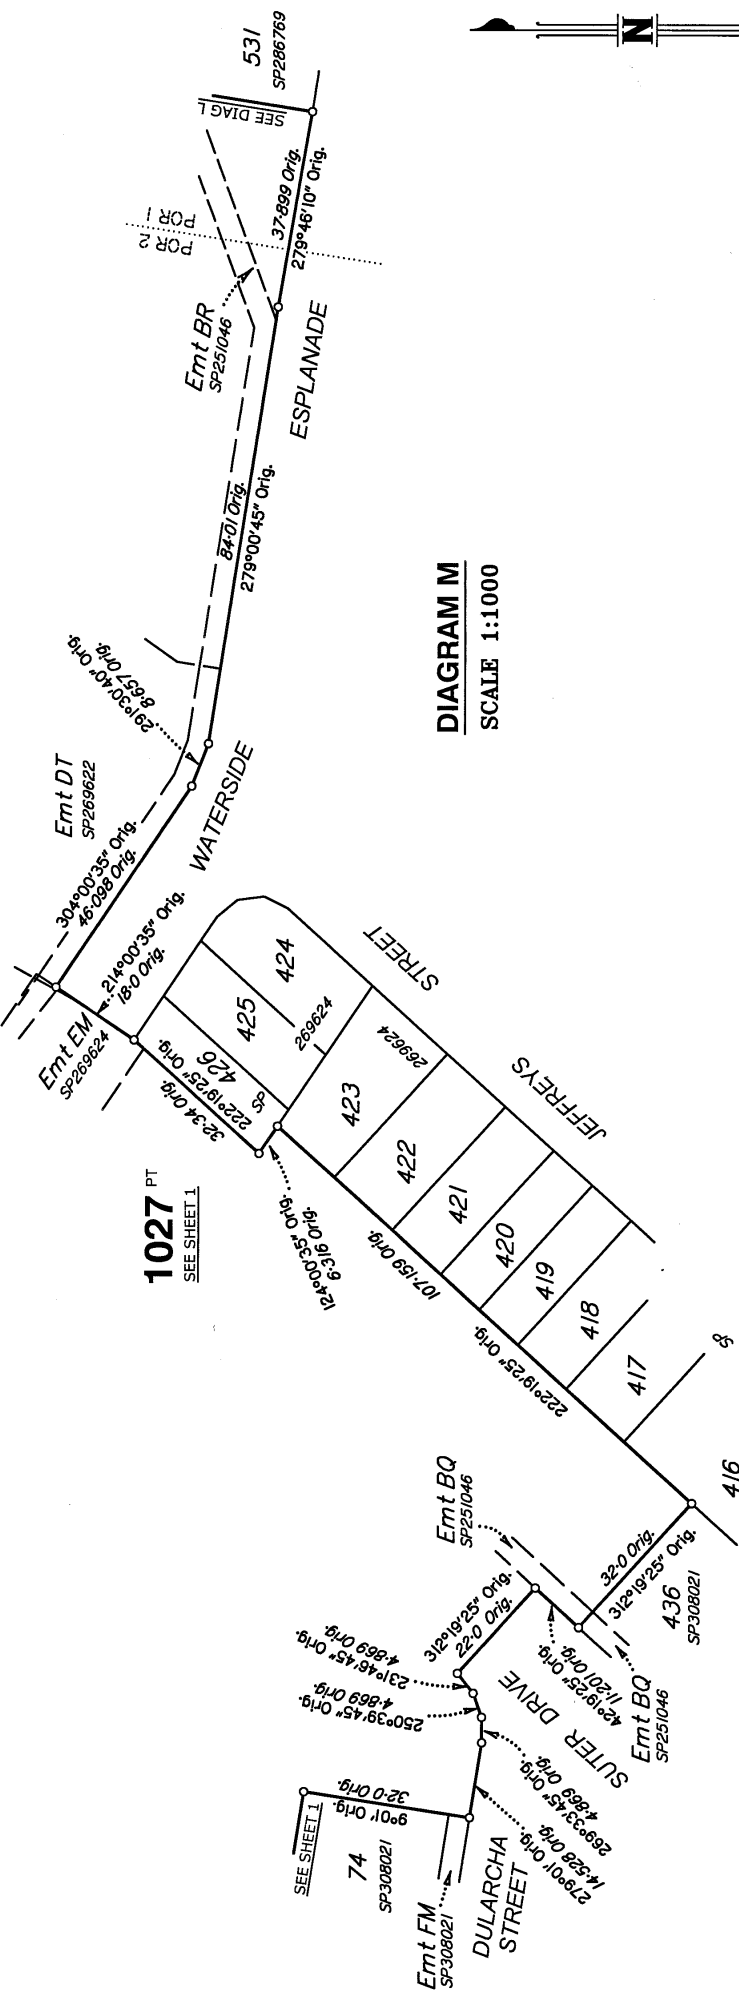 N
531
SP286769
SEE DIAG L
POR 1
POR 2
37·899 Orig.
279°46'10" Orig.
Emt BR
SP251046
ESPLANADE
84·01 Orig.
279°00'45" Orig.
DIAGRAM M
SCALE 1:1000
291°30'40" Orig.
8·657 Orig.
Emt DT
SP269622
WATERSIDE
304°00'35" Orig.
46·098 Orig.
214°00'35" Orig.
18·0 Orig.
Emt EM
SP269624
424
425
426
SP
269624
STREET
32·34 Orig.
222°19'25" Orig.
1027 PT
SEE SHEET 1
124°00'35" Orig.
6·316 Orig.
423
269624
422
421
420
419
418
417
SP
416
JEFFREYS
107·159 Orig.
222°19'25" Orig.
Emt BQ
SP251046
32·0 Orig.
312°19'25" Orig.
436
SP308021
312°19'25" Orig.
22·0 Orig.
42°19'25" Orig.
11·201 Orig.
Emt BQ
SP251046
231°46'45" Orig.
4·869 Orig.
250°39'45" Orig.
4·869 Orig.
SUTER DRIVE
269°33'45" Orig.
4·869 Orig.
279°01' Orig.
14·528 Orig.
SEE SHEET 1
32·0 Orig.
9°01' Orig.
74
SP308021
DULARCHA
STREET
Emt FM
SP308021